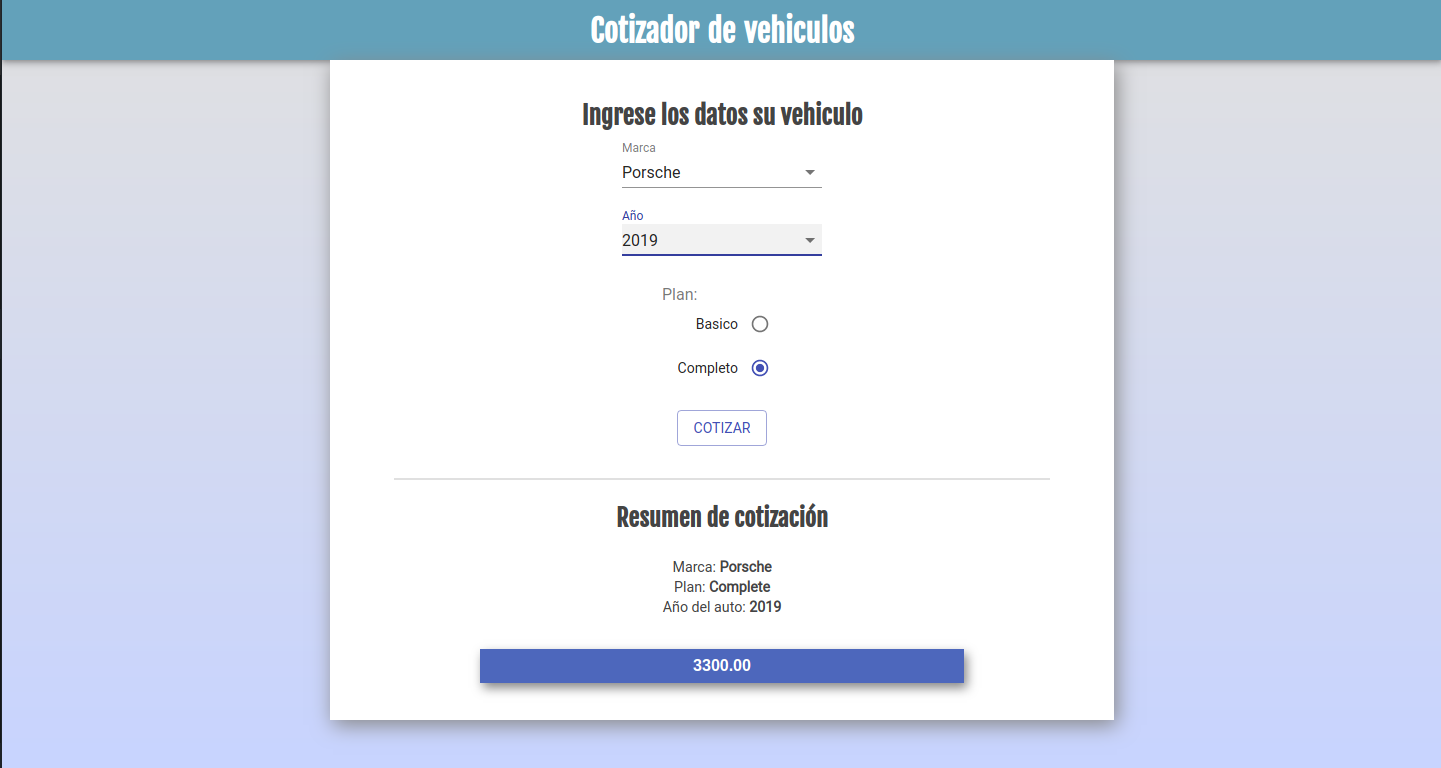 Cotizador de vehiculos
Ingrese los datos su vehiculo
Marca
Porsche
Año
2019
Plan:
Basico
Completo
COTIZAR
Resumen de cotización
Marca: Porsche
Plan: Complete
Año del auto: 2019
3300.00